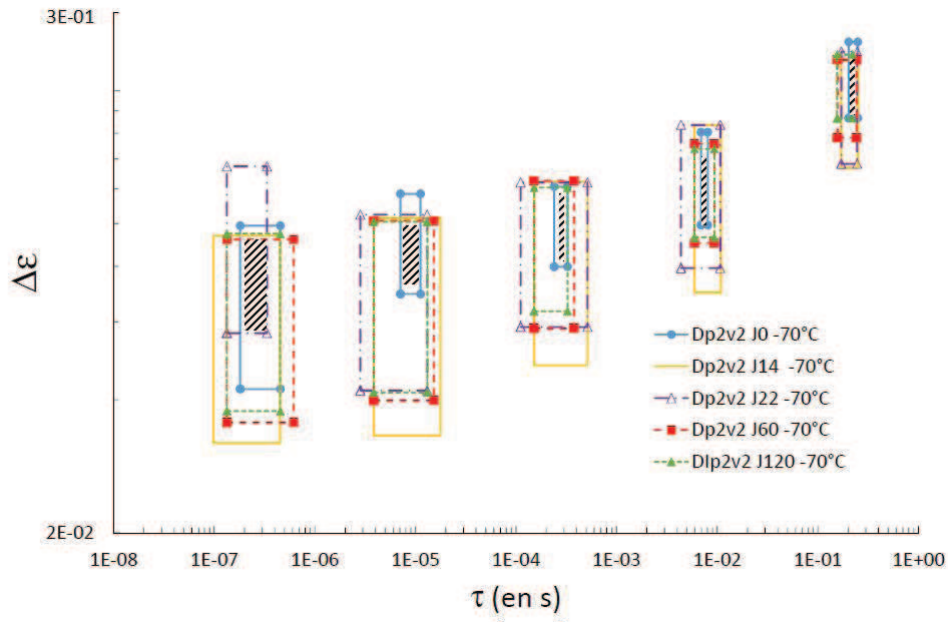 3E-01
Δε
Dp2v2 J0 -70°C
Dp2v2 J14 -70°C
Dp2v2 J22 -70°C
Dp2v2 J60 -70°C
DIp2v2 J120 -70°C
2E-02
1E-08 1E-07 1E-06 1E-05 1E-04 1E-03 1E-02 1E-01 1E+00
τ (en s)